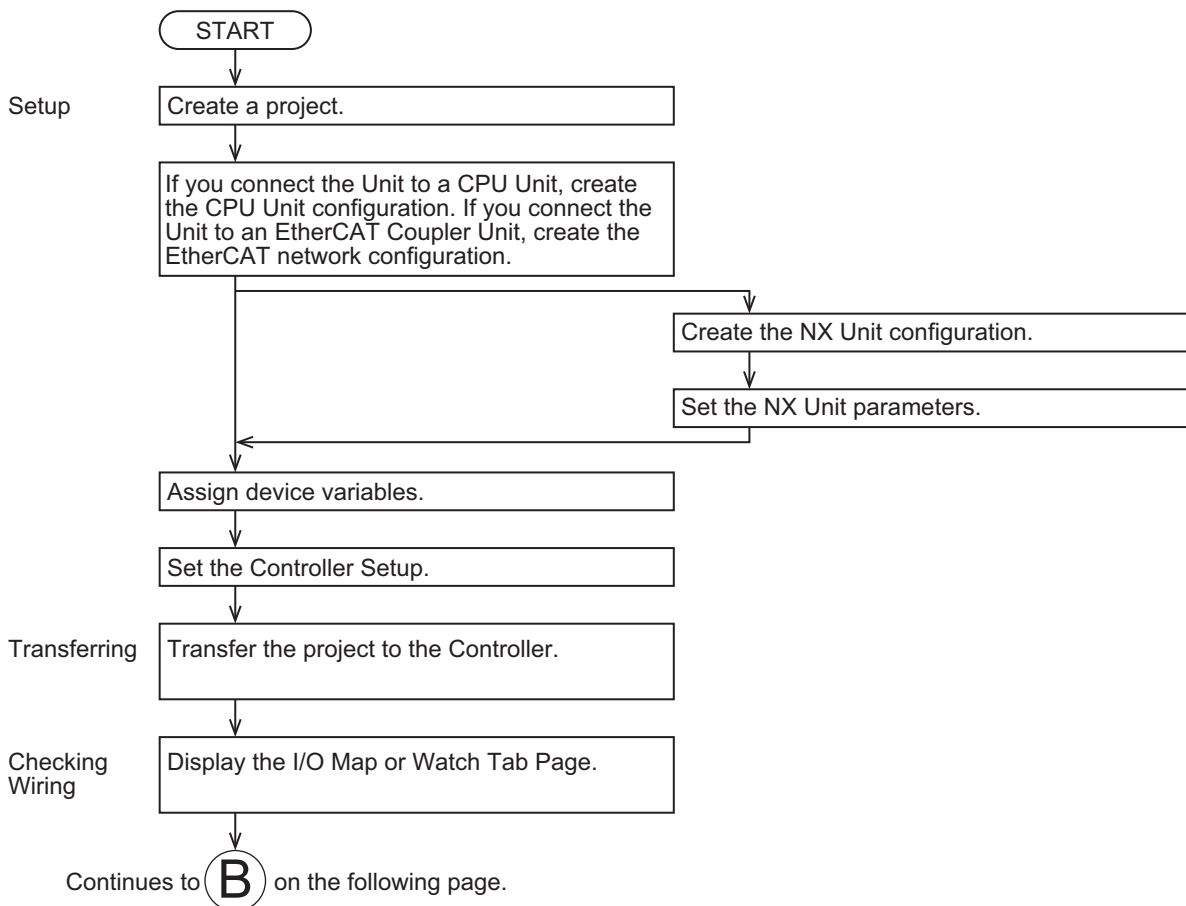 START
Setup
Create a project.
If you connect the Unit to a CPU Unit, create
the CPU Unit configuration. If you connect the
Unit to an EtherCAT Coupler Unit, create the
EtherCAT network configuration.
Create the NX Unit configuration.
Set the NX Unit parameters.
Assign device variables.
Set the Controller Setup.
Transferring
Transfer the project to the Controller.
Checking
Wiring
Display the I/O Map or Watch Tab Page.
Continues to B on the following page.